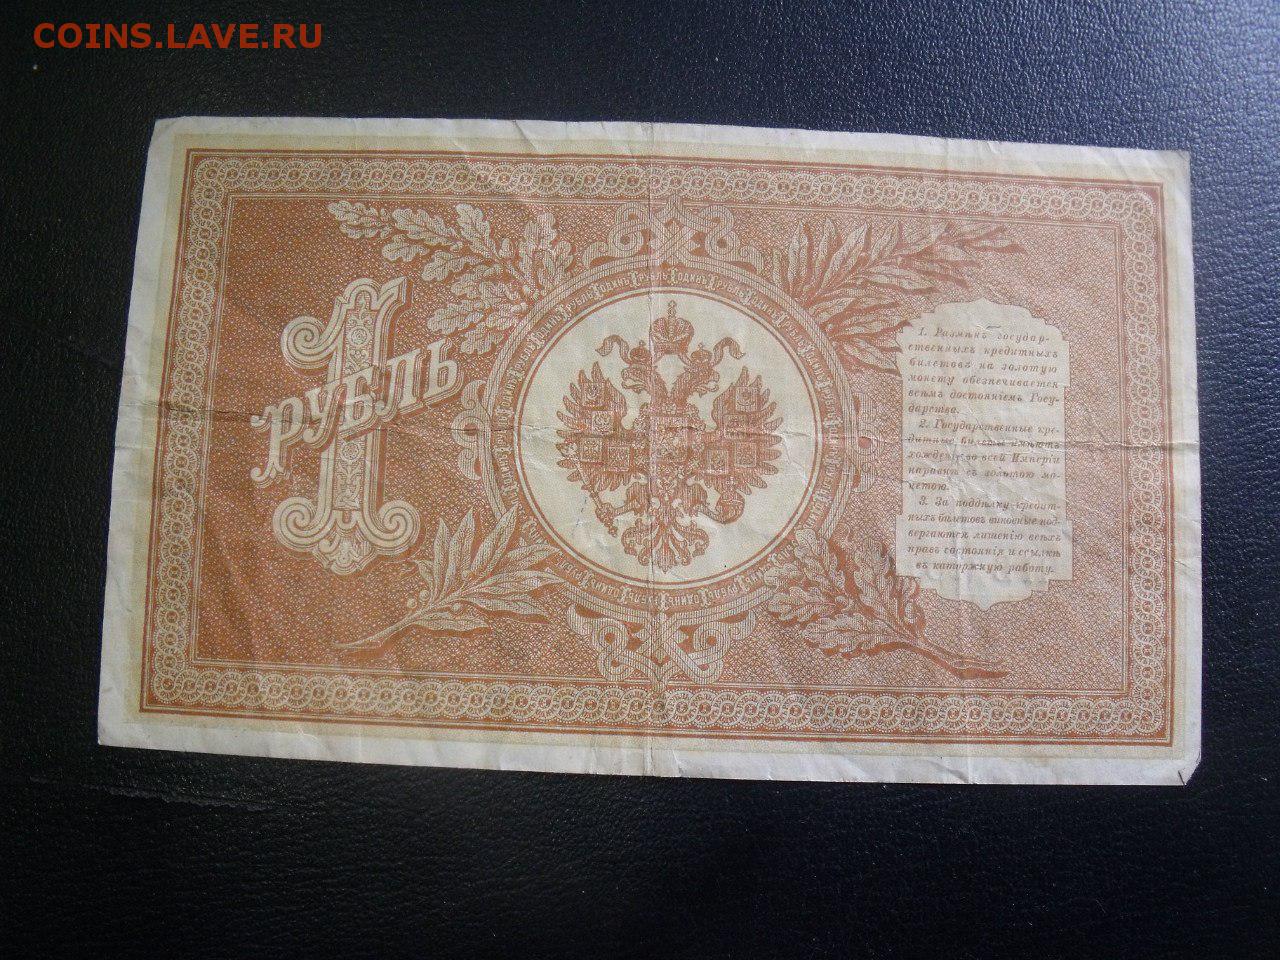 COINS.LAVE.RU
1
РУБЛЬ
1. Размѣнъ государ-
ственныхъ кредитныхъ
билетовъ на золотую
монету обезпечивается
всѣмъ достояніемъ Госу-
дарства.
2. Государственные кре-
дитные билеты имѣютъ
хожденіе во всей Имперіи
наравнѣ съ золотою мо-
нетою.
3. За поддѣлку кредит-
ныхъ билетовъ виновные под-
вергаются лишенію всѣхъ
правъ состоянія и ссылкѣ
въ каторжную работу.